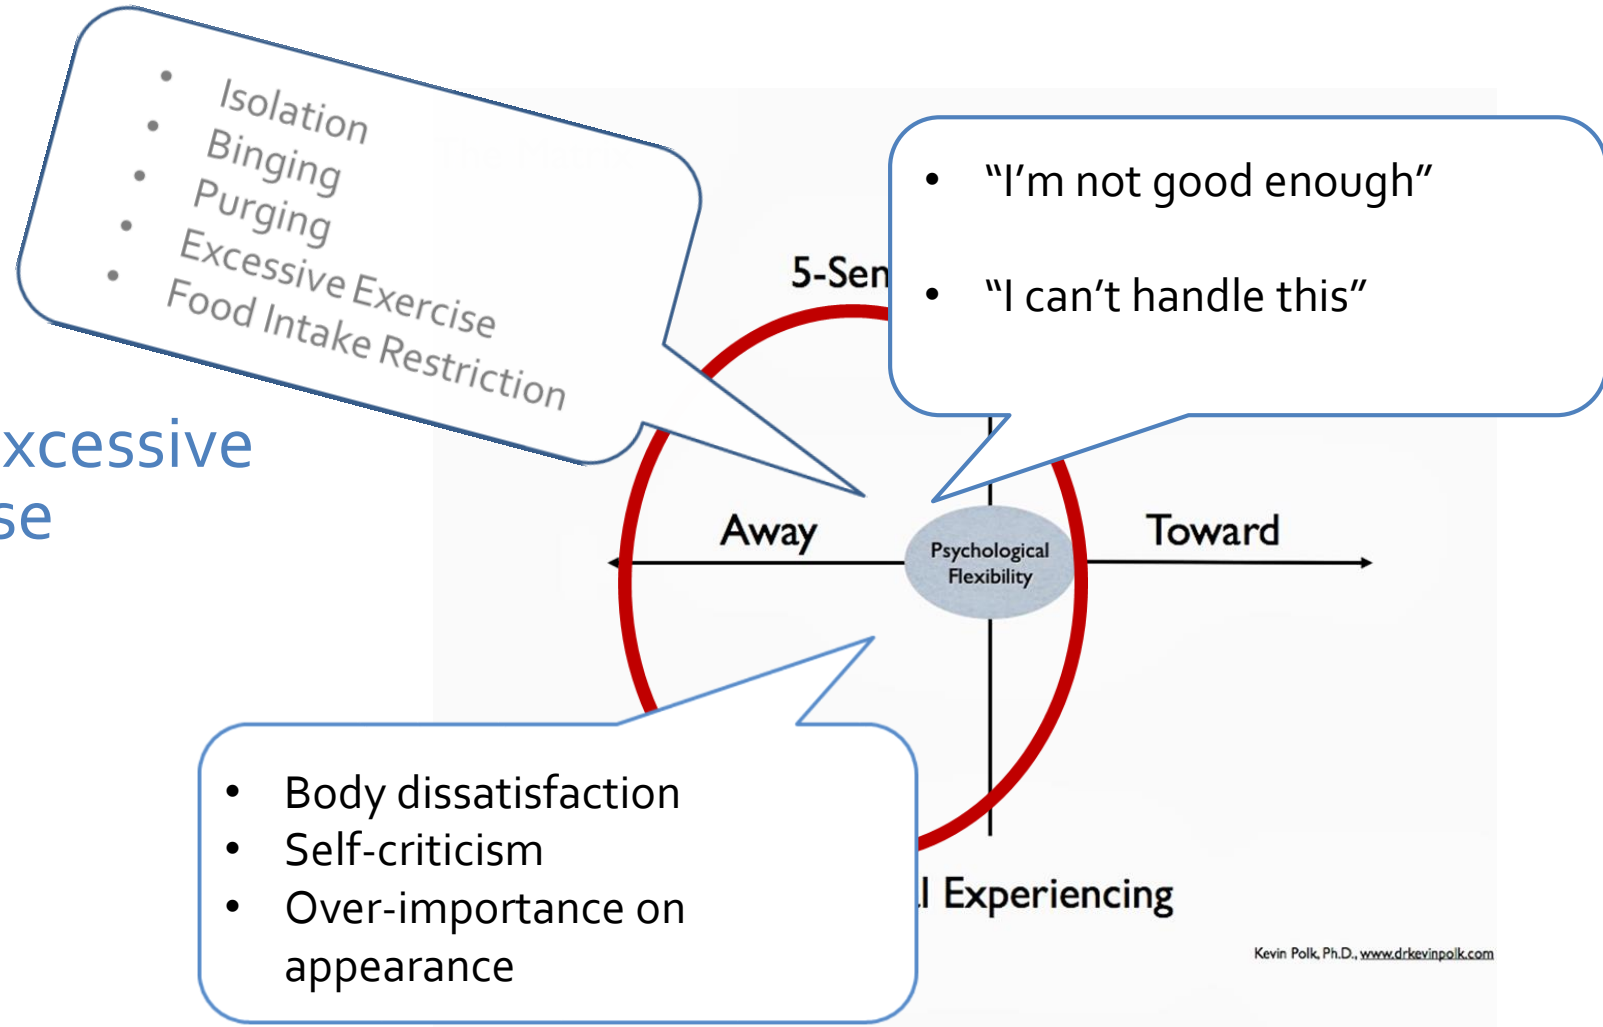 • Isolation
• Binging
• Purging
• Excessive Exercise
• Food Intake Restriction
• “I’m not good enough”
• “I can’t handle this”
5-Sen
xcessive
se
Away
Toward
Psychological
Flexibility
• Body dissatisfaction
• Self-criticism
• Over-importance on
appearance
l Experiencing
Kevin Polk, Ph.D., www.drkevinpolk.com